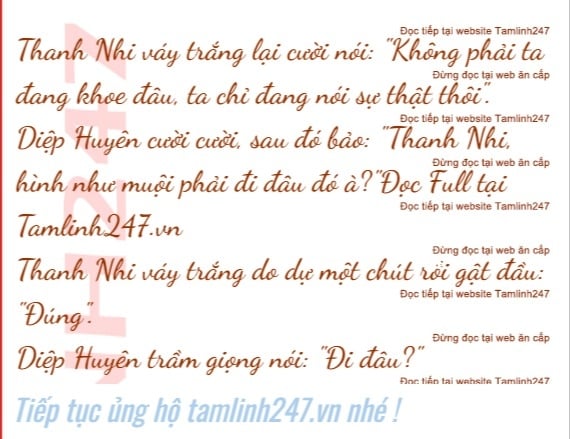 Đọc tiếp tại website Tamlinh247
Thanh Nhi váy trắng lại cười nói: "Không phải ta
Đừng đọc tại web ăn cắp
đang khoe đâu, ta chỉ đang nói sự thật thôi".
Đọc tiếp tại website Tamlinh247
Diệp Huyên cười cười, sau đó bảo: "Thanh Nhi,
Đừng đọc tại web ăn cắp
hình như muội phải đi đâu đó à?"Đọc Full tại
Đọc tiếp tại website Tamlinh247
Tamlinh247.vn
Đừng đọc tại web ăn cắp
Thanh Nhi váy trắng do dự một chút rồi gật đầu:
Đọc tiếp tại website Tamlinh247
"Đúng".
Đừng đọc tại web ăn cắp
Diệp Huyên trầm giọng nói: "Đi đâu?"
Đọc tiếp tại website Tamlinh247
Tiếp tục ủng hộ tamlinh247.vn nhé !
NH247